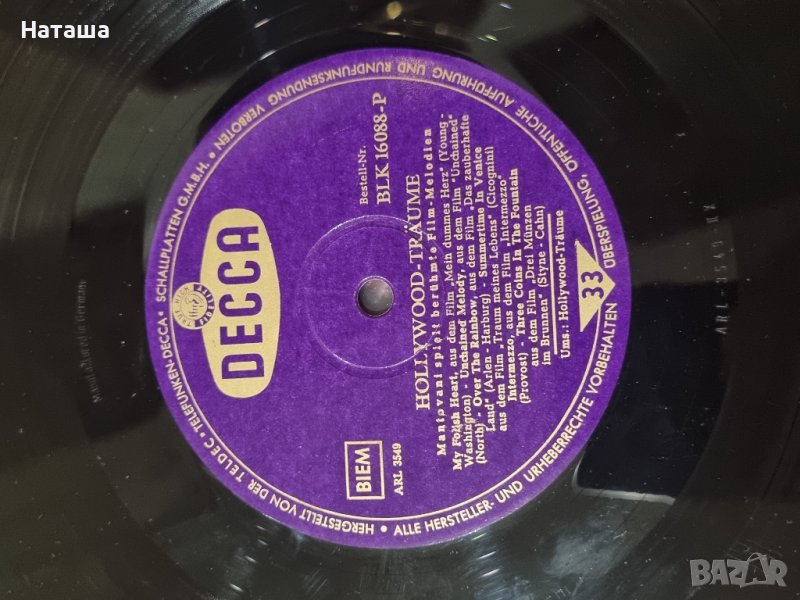 Наташа
HERGESTELLT VON DER TELDEC • "TELEFUNKEN-DECCA" SCHALLPLATTEN G.M.B.H. • ALLE HERSTELLER- UND URHEBERRECHTE VORBEHALTEN • ÜBERSPIELUNG, ÖFFENTLICHE AUFFÜHRUNG UND RUNDFUNKSENDUNG VERBOTEN
DECCA
BIEM
ARL 3549
Bestell-Nr.
BLK 16088-P
HOLLYWOOD-TRÄUME
Mantovani spielt berühmte Film-Melodien
My Foolish Heart, aus dem Film „Mein dummes Herz" (Young -
Washington) - Unchained Melody, aus dem Film "Unchained"
(North) - Over The Rainbow, aus dem Film „Das zauberhafte
Land" (Arlen - Harburg) - Summertime In Venice
aus dem Film „Traum meines Lebens" (Cicognini)
Intermezzo, aus dem Film „Intermezzo"
(Provost) - Three Coins In The Fountain
aus dem Film „Drei Münzen
im Brunnen" (Styne - Cahn)
Ums.: Hollywood-Träume
33
Manufactured in Germany
BAZAR